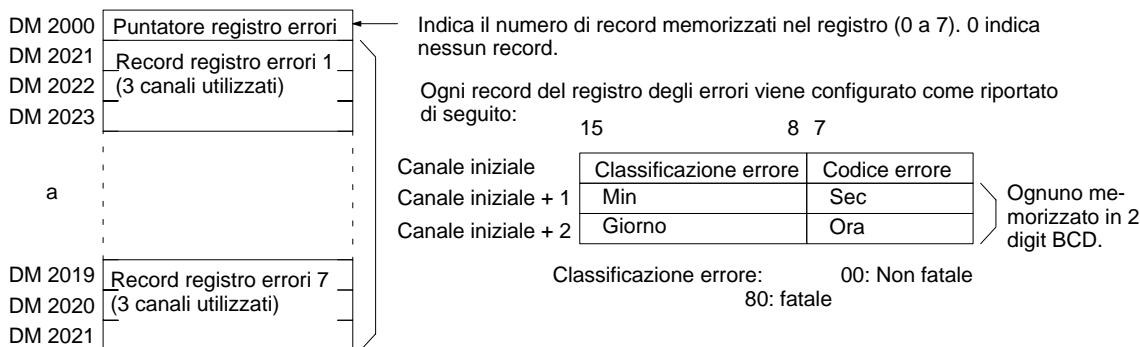 DM 2000 Puntatore registro errori
DM 2021 Record registro errori 1
DM 2022 (3 canali utilizzati)
DM 2023
a
DM 2019 Record registro errori 7
DM 2020 (3 canali utilizzati)
DM 2021
Indica il numero di record memorizzati nel registro (0 a 7). 0 indica
nessun record.
Ogni record del registro degli errori viene configurato come riportato
di seguito:
15 8 7
Canale iniziale Classificazione errore Codice errore
Canale iniziale + 1 Min Sec
Canale iniziale + 2 Giorno Ora
Ognuno me-
morizzato in 2
digit BCD.
Classificazione errore: 00: Non fatale
80: fatale